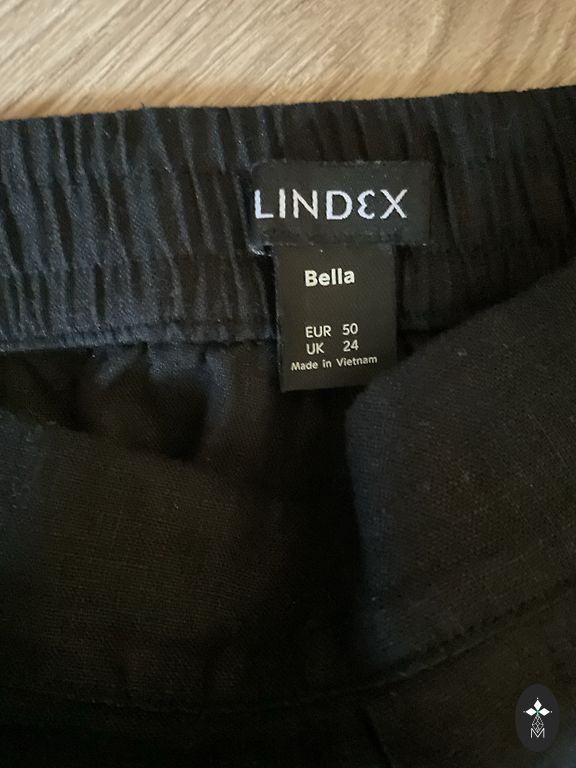 LINDEX
Bella
EUR 50
UK 24
Made in Vietnam
M